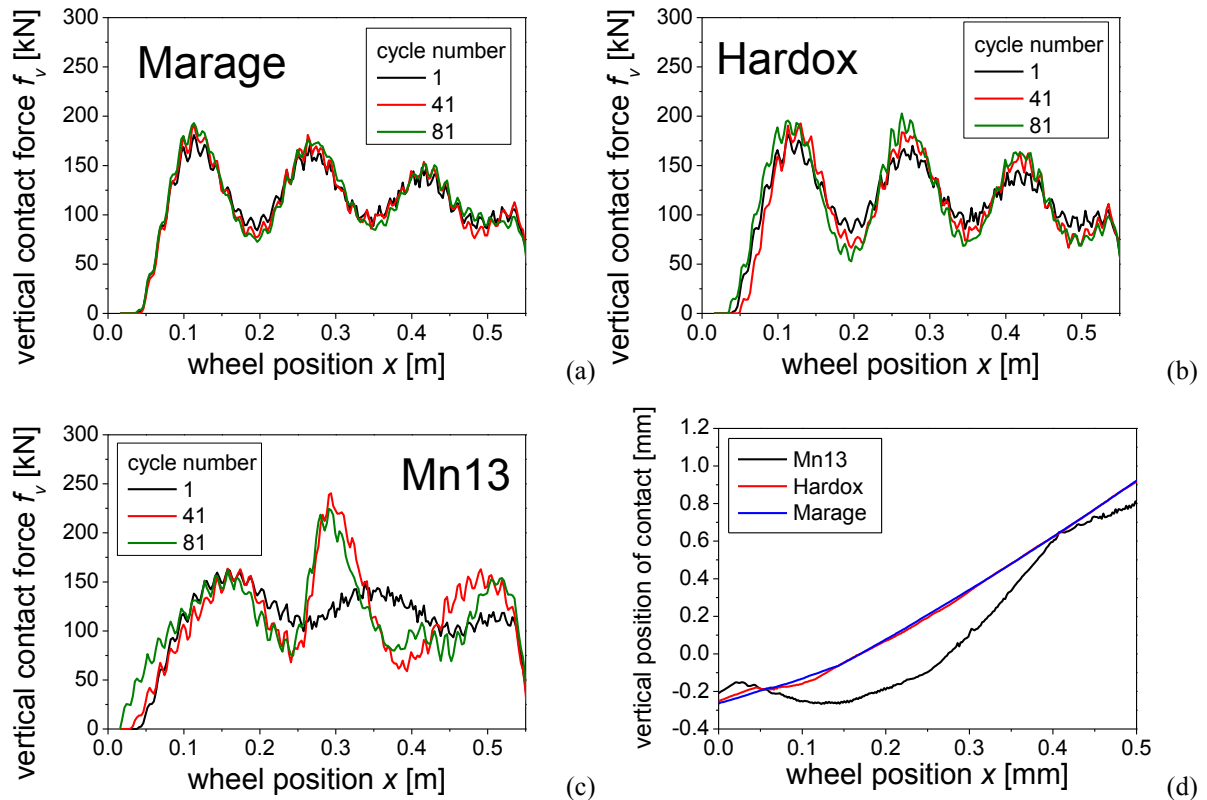 300
250
200
150
100
50
0
vertical contact force f_v [kN]
Marage
cycle number
1
41
81
0.0 0.1 0.2 0.3 0.4 0.5
wheel position x [m]
(a)
300
250
200
150
100
50
0
vertical contact force f_v [kN]
Hardox
cycle number
1
41
81
0.0 0.1 0.2 0.3 0.4 0.5
wheel position x [m]
(b)
300
250
200
150
100
50
0
vertical contact force f_v [kN]
cycle number
1
41
81
Mn13
0.0 0.1 0.2 0.3 0.4 0.5
wheel position x [m]
(c)
1.2
1.0
0.8
0.6
0.4
0.2
0.0
-0.2
-0.4
vertical position of contact [mm]
Mn13
Hardox
Marage
0.0 0.1 0.2 0.3 0.4 0.5
wheel position x [mm]
(d)